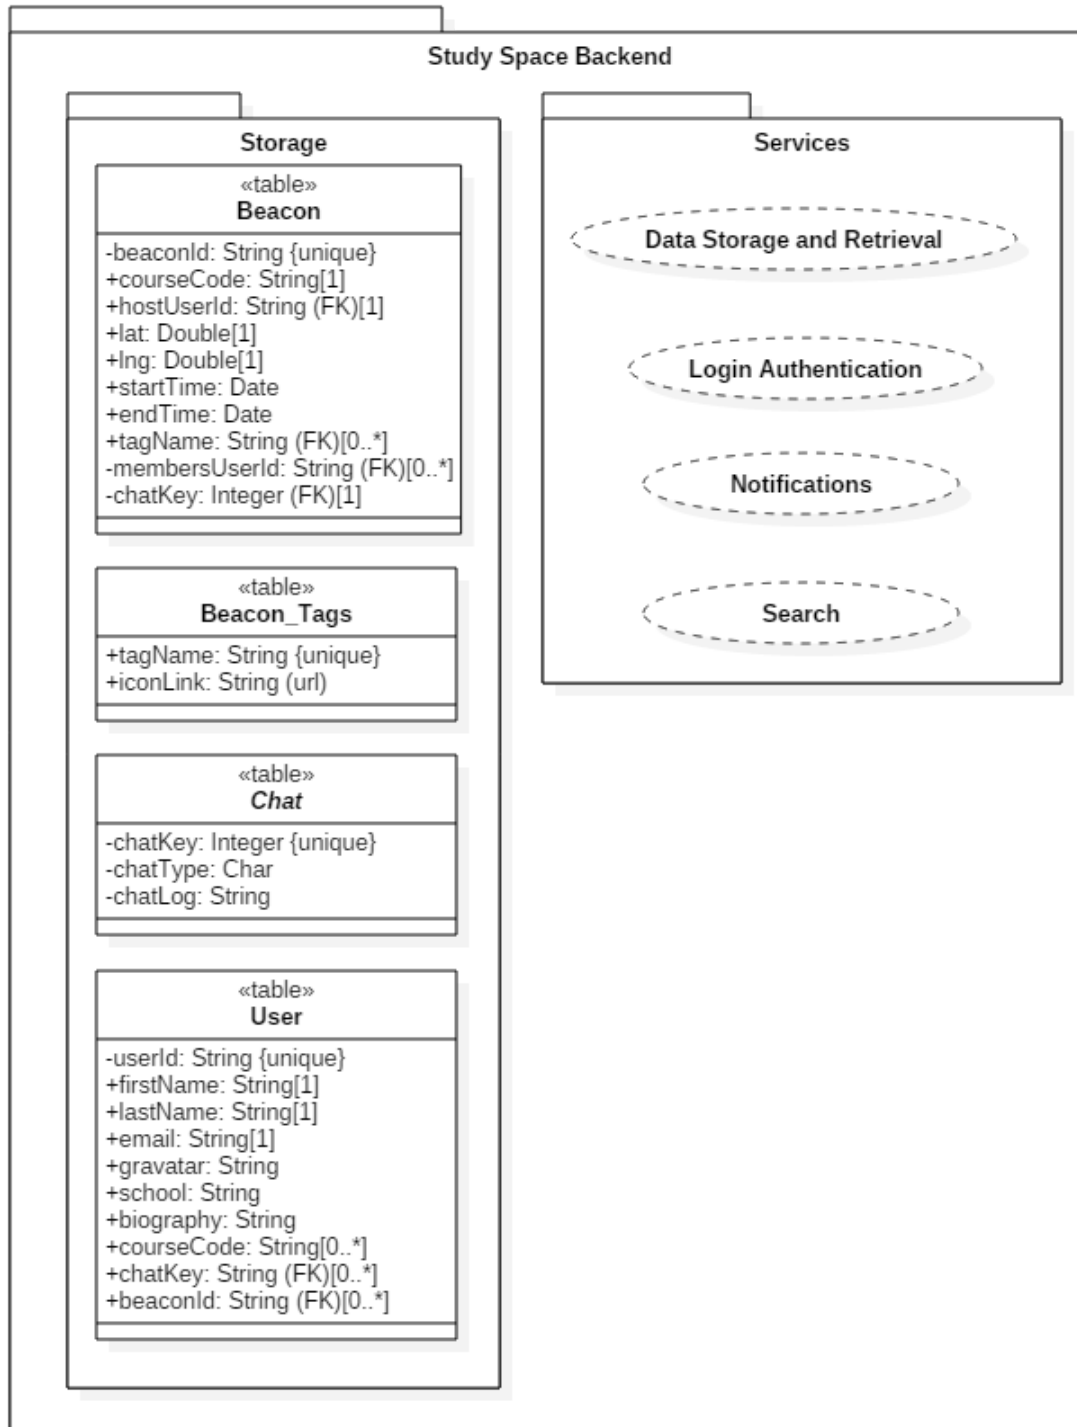 Study Space Backend
Storage
«table»
Beacon
-beaconId: String {unique}
+courseCode: String[1]
+hostUserId: String (FK)[1]
+lat: Double[1]
+lng: Double[1]
+startTime: Date
+endTime: Date
+tagName: String (FK)[0..*]
-membersUserId: String (FK)[0..*]
-chatKey: Integer (FK)[1]
«table»
Beacon_Tags
+tagName: String {unique}
+iconLink: String (url)
«table»
Chat
-chatKey: Integer {unique}
-chatType: Char
-chatLog: String
«table»
User
-userId: String {unique}
+firstName: String[1]
+lastName: String[1]
+email: String[1]
+gravatar: String
+school: String
+biography: String
+courseCode: String[0..*]
+chatKey: String (FK)[0..*]
+beaconId: String (FK)[0..*]
Services
Data Storage and Retrieval
Login Authentication
Notifications
Search